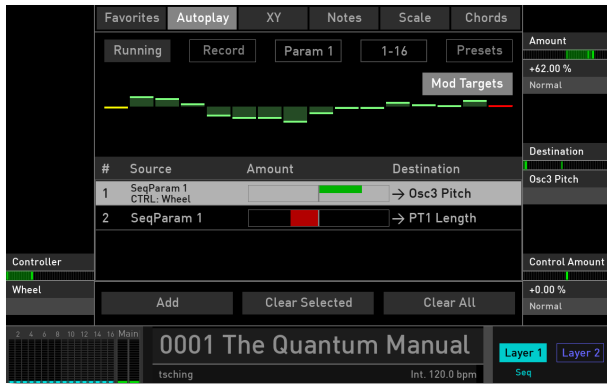 Favorites Autoplay XY Notes Scale Chords
Running Record Param 1 1-16 Presets
Amount
+62.00 %
Normal
Mod Targets
Destination
Osc3 Pitch
# Source Amount Destination
1 SeqParam 1 → Osc3 Pitch
CTRL: Wheel
2 SeqParam 1 → PT1 Length
Controller
Wheel
Control Amount
+0.00 %
Normal
Add Clear Selected Clear All
2 4 6 8 10 12 14 16 Main
0001 The Quantum Manual
tsching Int. 120.0 bpm
Layer 1 Layer 2
Seq